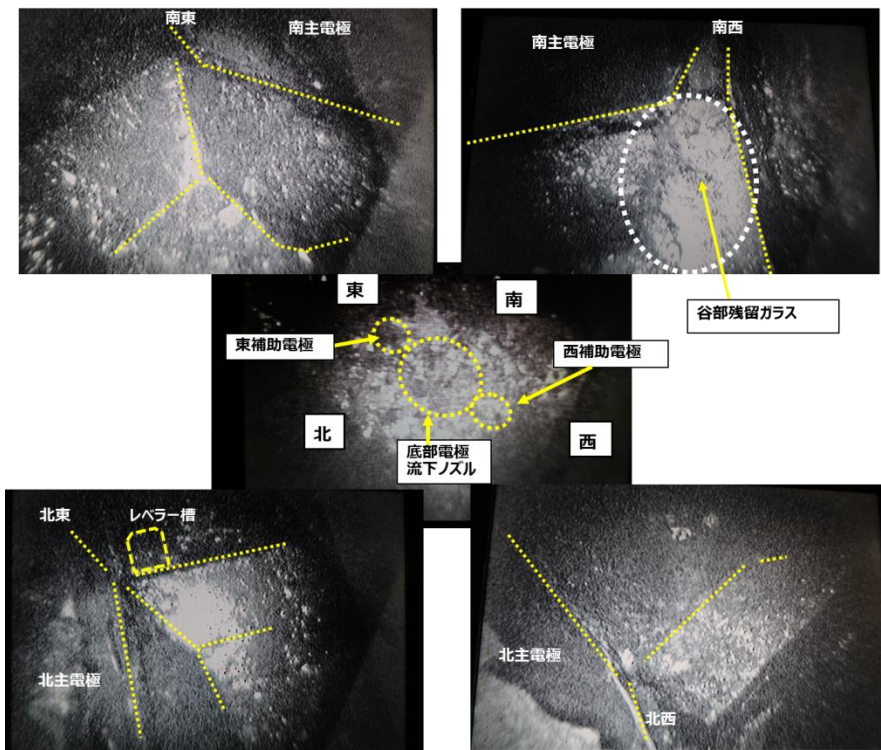 南東
南主電極
南主電極
南西
谷部残留ガラス
東
南
東補助電極
西補助電極
北
西
底部電極
流下ノズル
北東
レベラー槽
北主電極
北主電極
北西